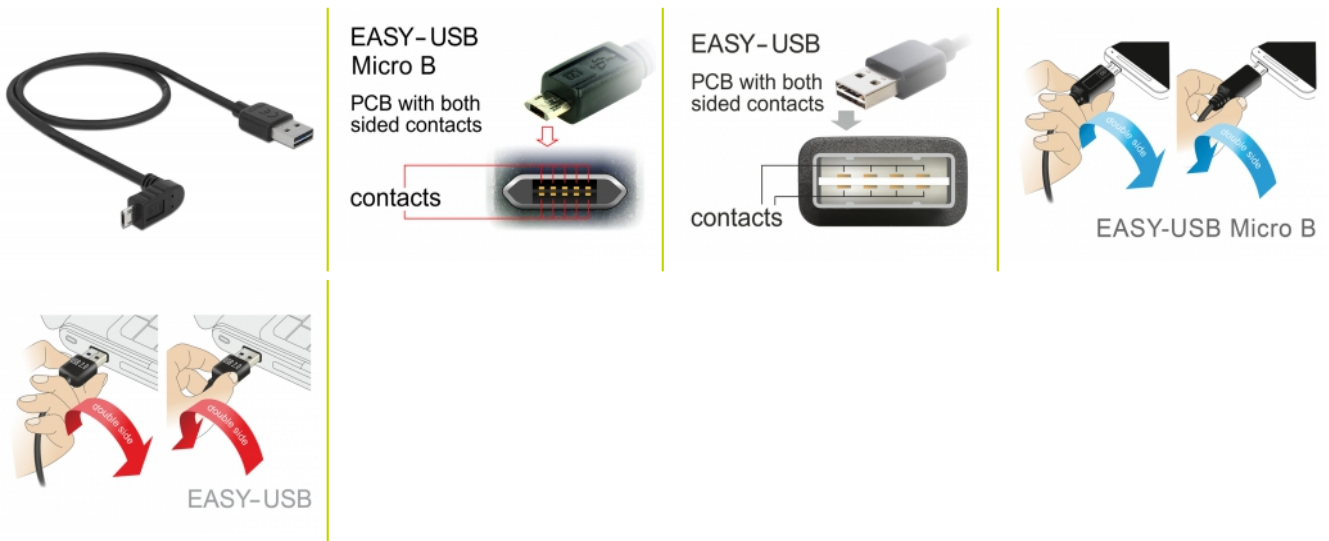 EASY-USB
Micro B
PCB with both
sided contacts
contacts
EASY-USB
PCB with both
sided contacts
contacts
double side
double side
EASY-USB Micro B
double side
double side
EASY-USB